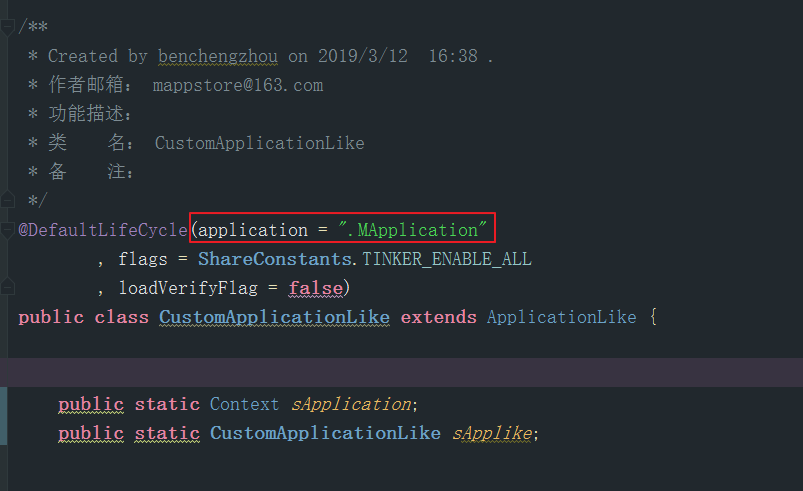 /**
* Created by benchengzhou on 2019/3/12  16:38 .
* 作者邮箱： mappstore@163.com
* 功能描述：
* 类    名： CustomApplicationLike
* 备    注：
*/
@DefaultLifeCycle(application = ".MApplication"
, flags = ShareConstants.TINKER_ENABLE_ALL
, loadVerifyFlag = false)
public class CustomApplicationLike extends ApplicationLike {
public static Context sApplication;
public static CustomApplicationLike sApplike;